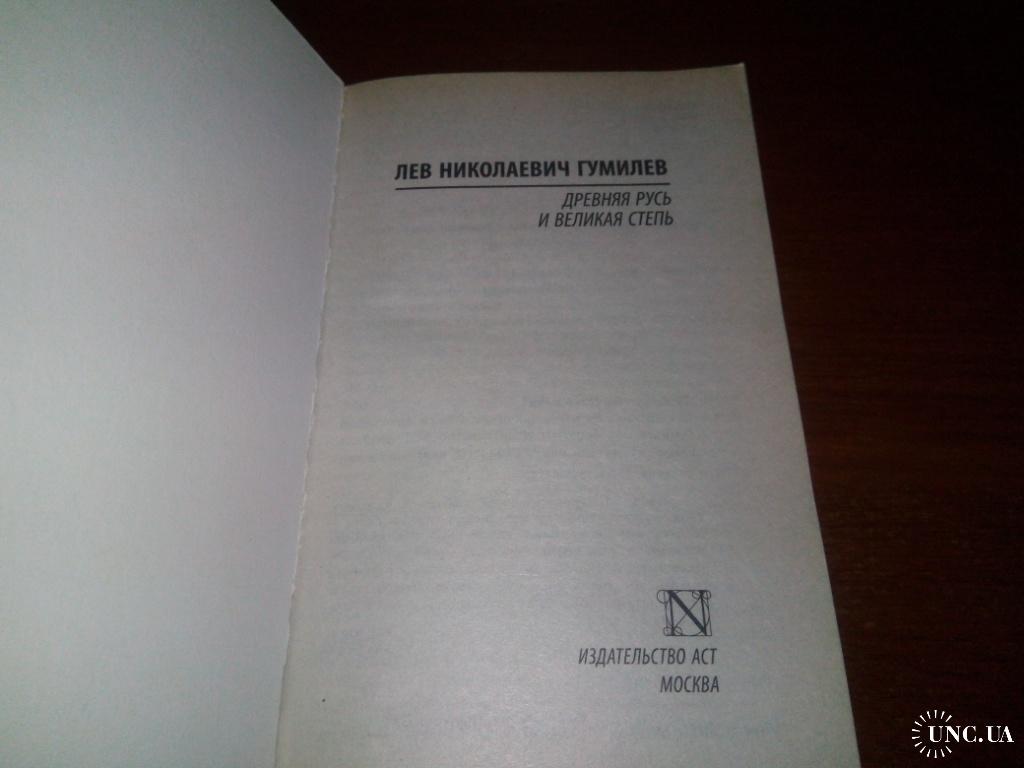 ЛЕВ НИКОЛАЕВИЧ ГУМИЛЕВ
ДРЕВНЯЯ РУСЬ
И ВЕЛИКАЯ СТЕПЬ
N
ИЗДАТЕЛЬСТВО АСТ
МОСКВА
UNC.UA